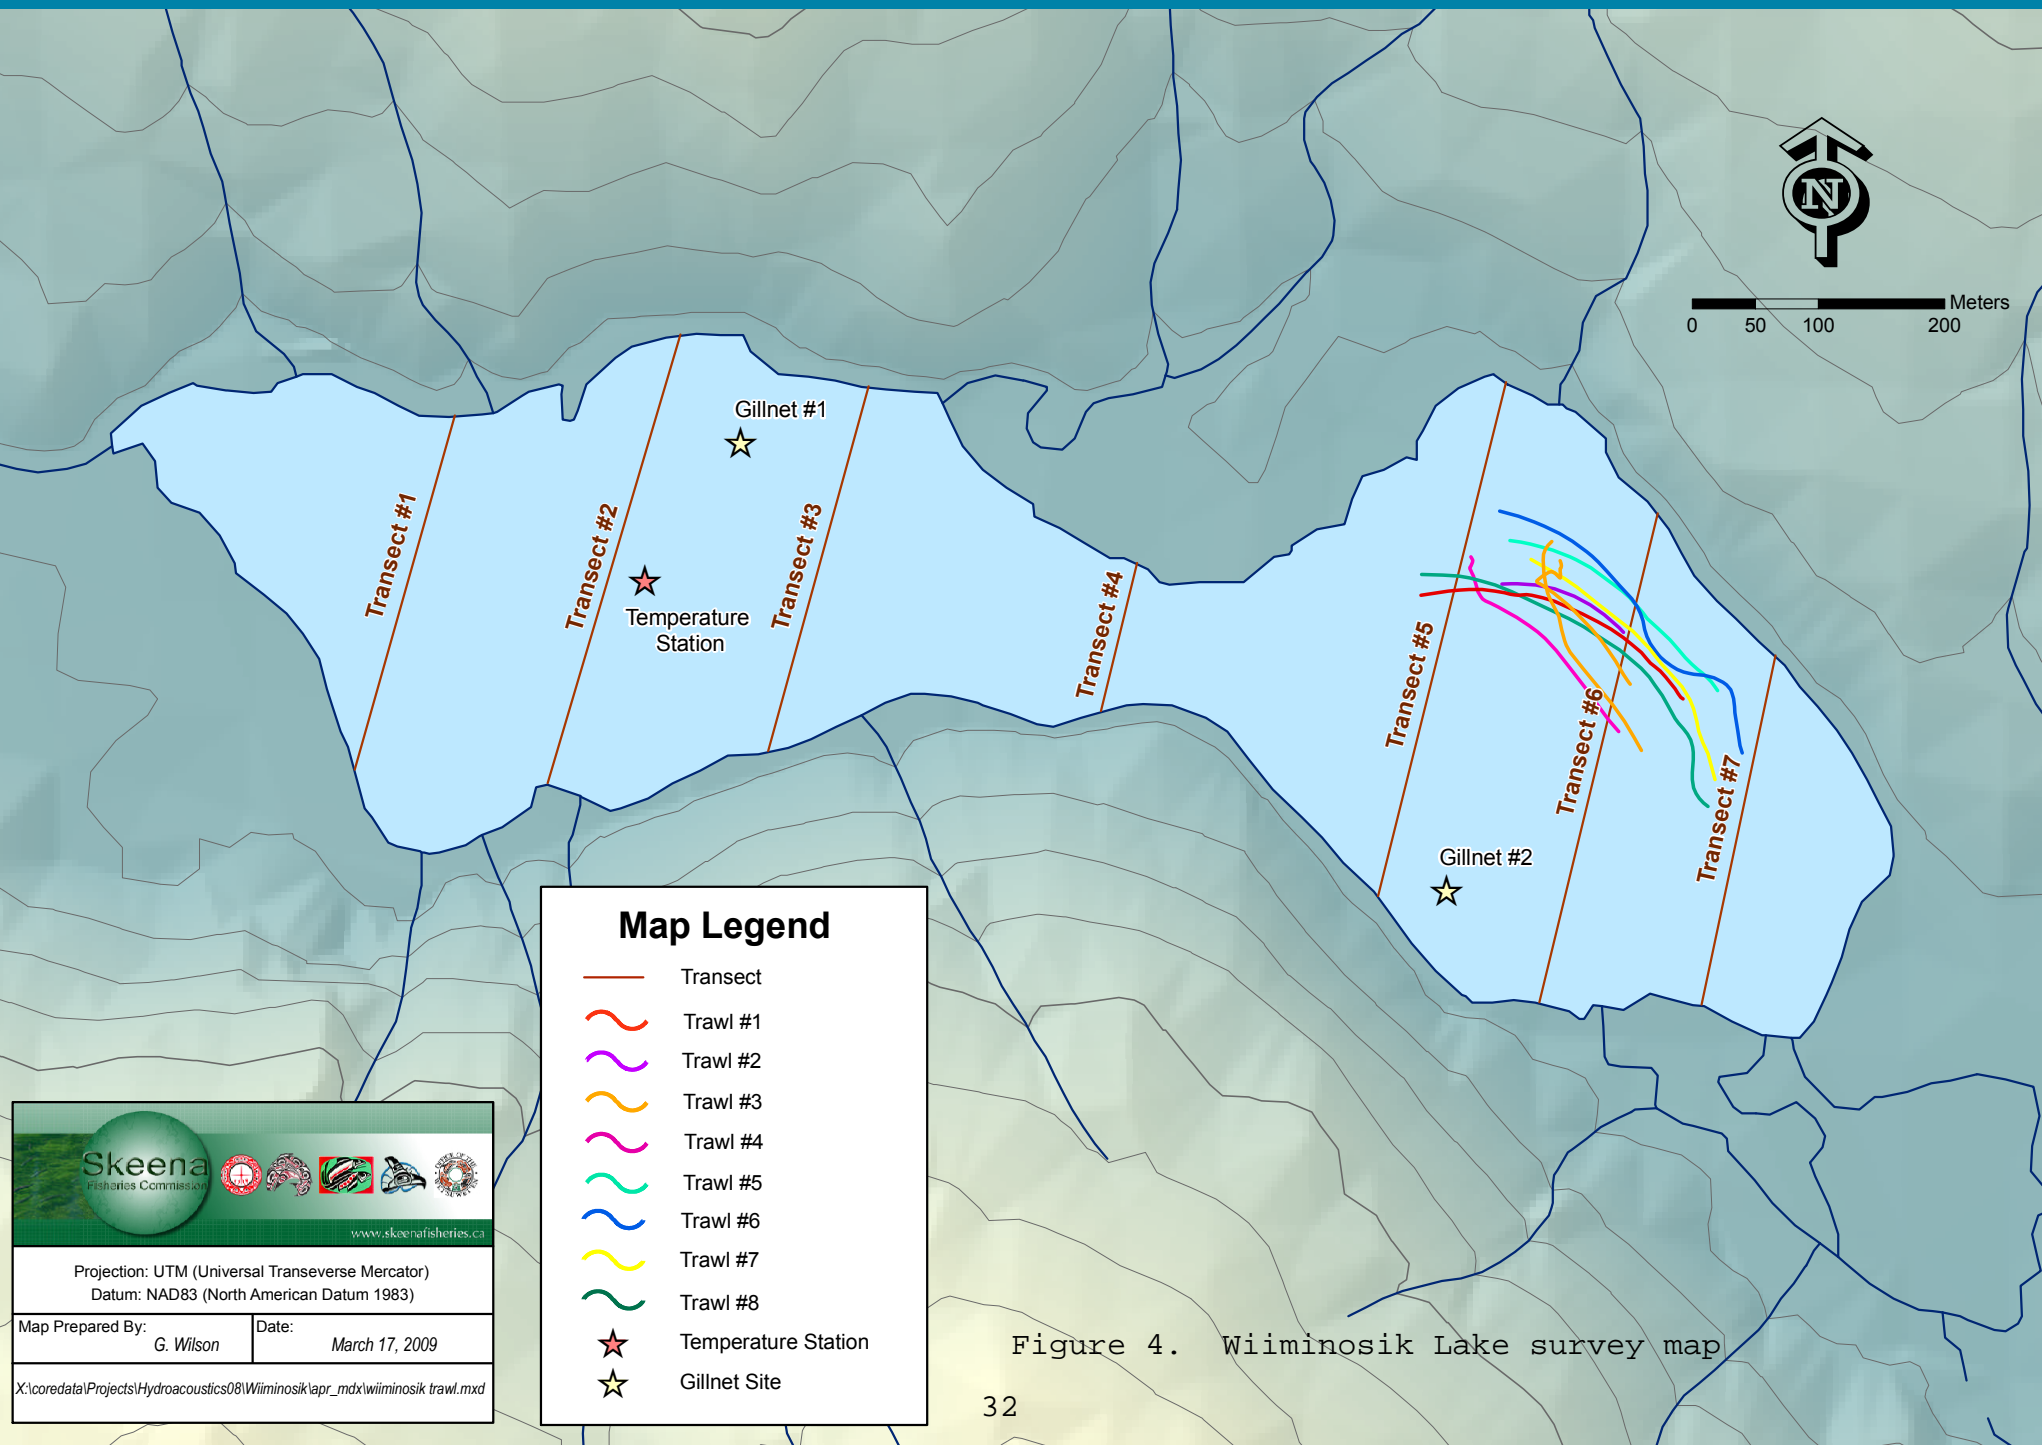 N
Meters
0 50 100 200
Gillnet #1
Transect #1
Transect #2
Transect #3
Temperature
Station
Transect #4
Transect #5
Transect #6
Transect #7
Gillnet #2
Map Legend
Transect
Trawl #1
Trawl #2
Trawl #3
Trawl #4
Trawl #5
Trawl #6
Trawl #7
Trawl #8
Temperature Station
Gillnet Site
Skeena
Fisheries Commission
www.skeenafisheries.ca
Projection: UTM (Universal Transeverse Mercator)
Datum: NAD83 (North American Datum 1983)
Map Prepared By:
G. Wilson
Date:
March 17, 2009
X:\coredata\Projects\Hydroacoustics08\Wiiminosik\apr_mdx\wiiminosik trawl.mxd
Figure 4. Wiiminosik Lake survey map
32